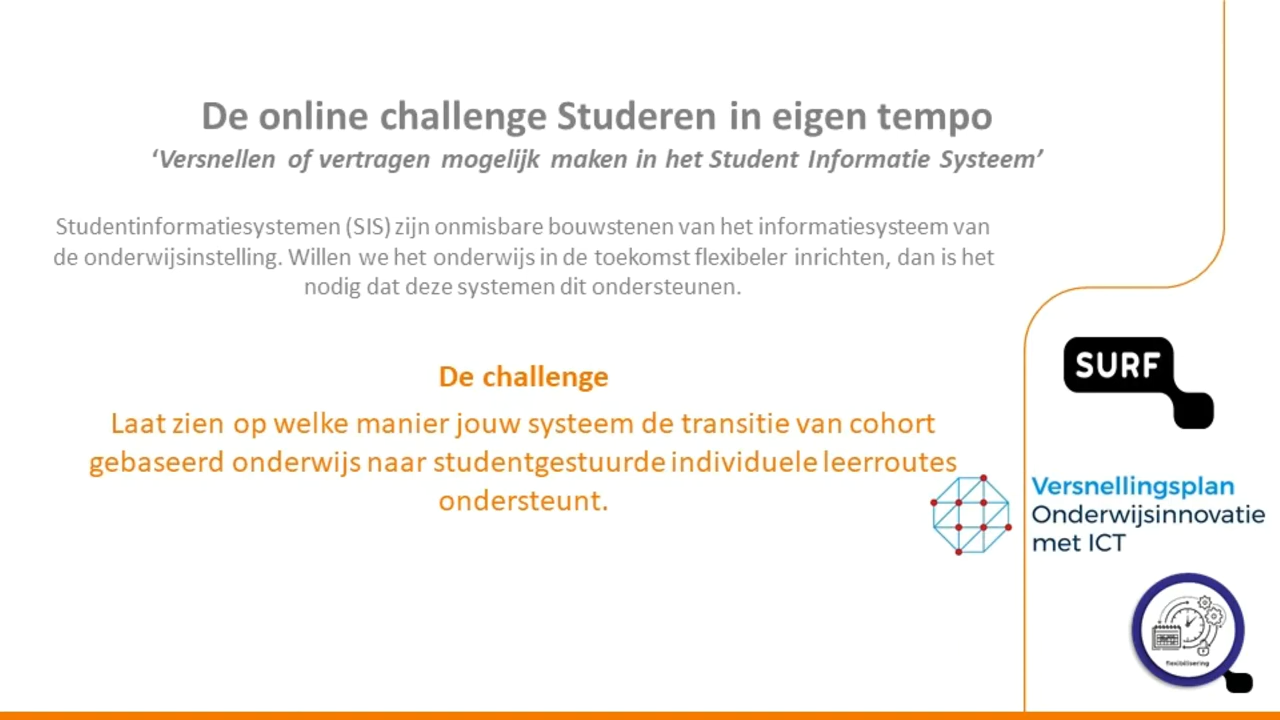 De online challenge Studeren in eigen tempo
‘Versnellen of vertragen mogelijk maken in het Student Informatie Systeem’
Studentinformatiesystemen (SIS) zijn onmisbare bouwstenen van het informatiesysteem van
de onderwijsinstelling. Willen we het onderwijs in de toekomst flexibeler inrichten, dan is het
nodig dat deze systemen dit ondersteunen.
De challenge
Laat zien op welke manier jouw systeem de transitie van cohort
gebaseerd onderwijs naar studentgestuurde individuele leerroutes
ondersteunt.
SURF
Versnellingsplan
Onderwijsinnovatie
met ICT
flexibilisering